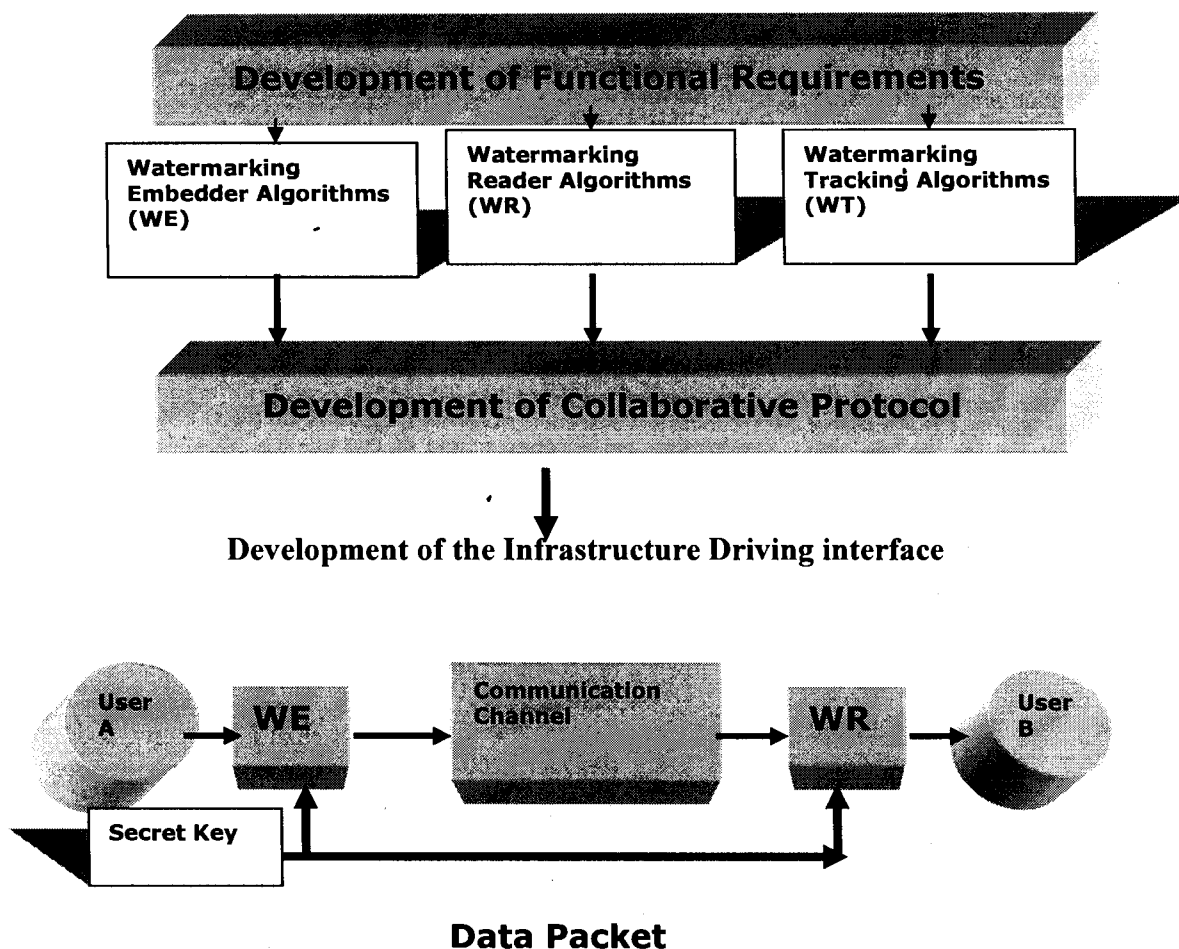 Development of Functional Requirements
Watermarking
Embedder Algorithms
(WE)
Watermarking
Reader Algorithms
(WR)
Watermarking
Tracking Algorithms
(WT)
Development of Collaborative Protocol
Development of the Infrastructure Driving interface
User
A
WE
Communication
Channel
WR
User
B
Secret Key
Data Packet